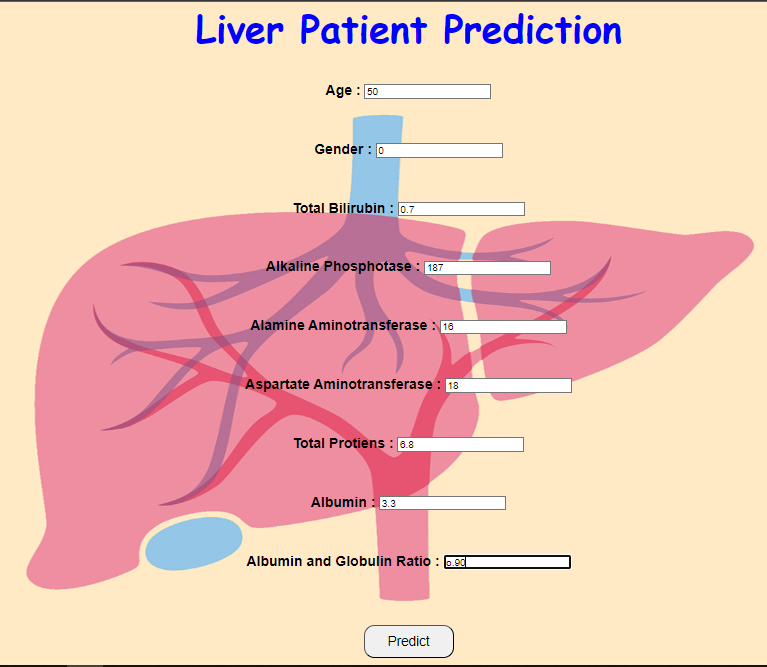 Liver Patient Prediction
Age : 50
Gender : 0
Total Bilirubin : 0.7
Alkaline Phosphotase : 187
Alamine Aminotransferase : 16
Aspartate Aminotransferase : 18
Total Protiens : 6.8
Albumin : 3.3
Albumin and Globulin Ratio : o.90
Predict